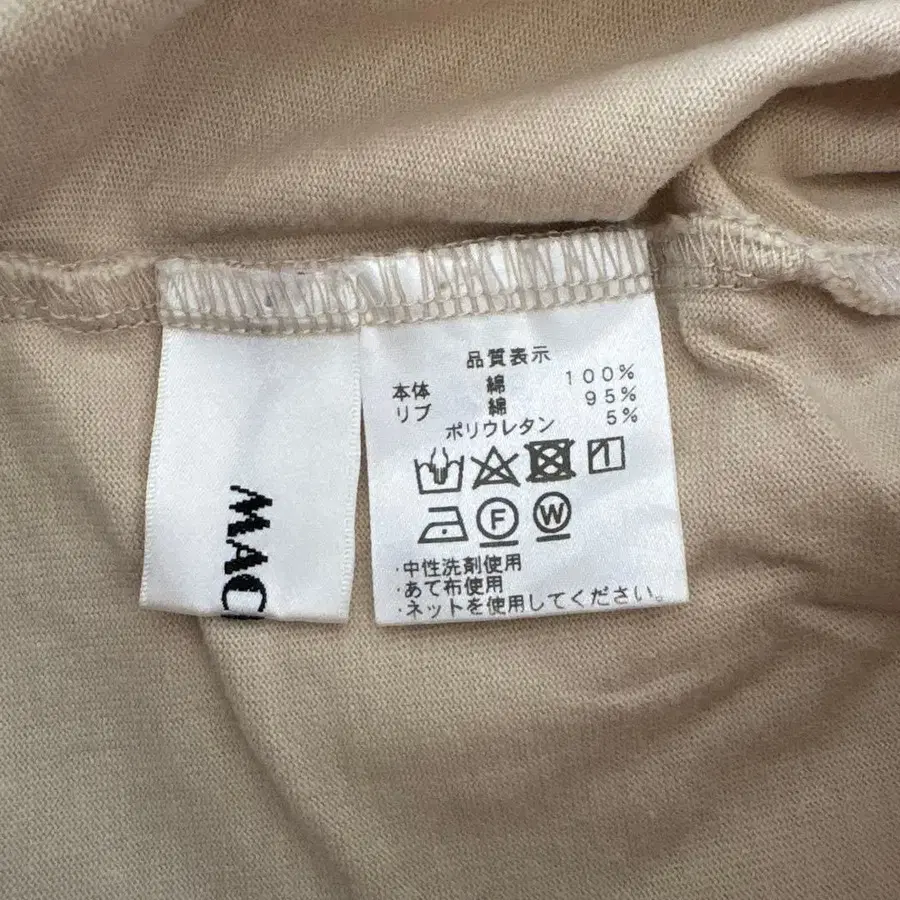 MAC
品質表示
本体 綿 100%
リブ 綿 95%
ポリウレタン 5%
F W
・中性洗剤使用
・あて布使用
・ネットを使用してください。